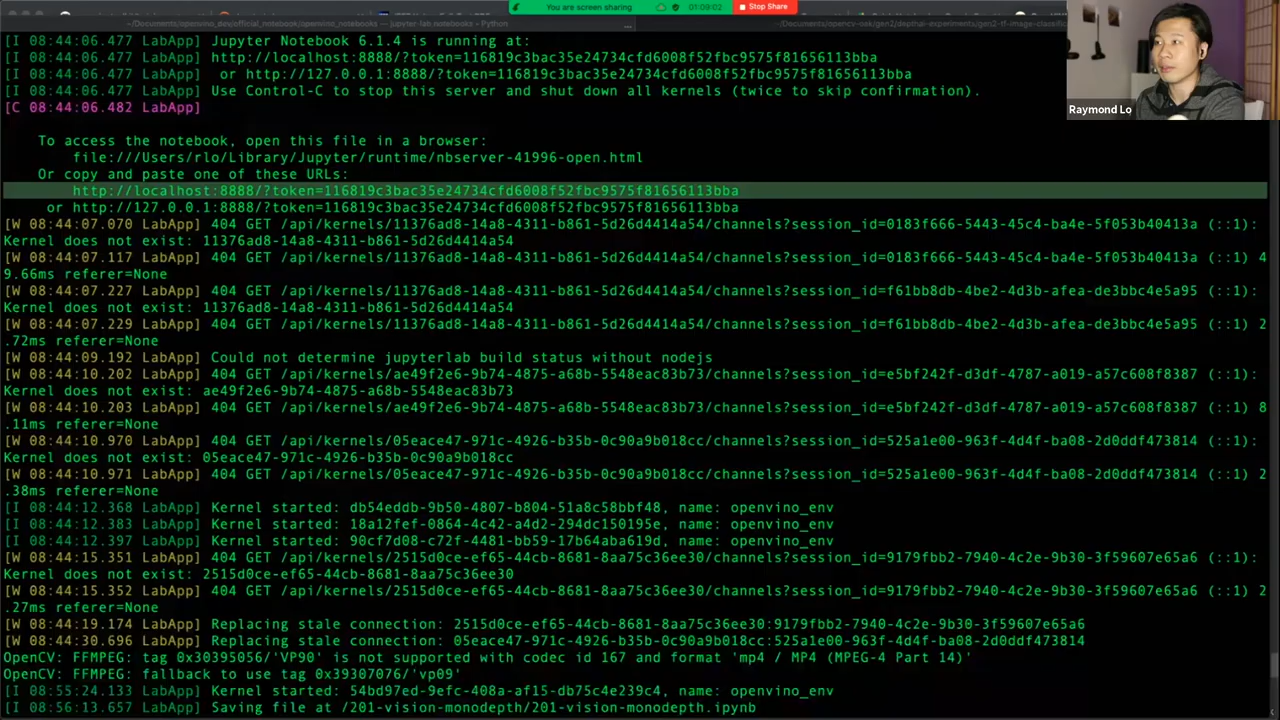 You are screen sharing
01:09:02
Stop Share
~/Documents/openvino_dev/official_notebook/openvino_notebooks — jupyter-lab notebooks — Python
...
~/Documents/opencv-oak/gen2/depthai-experiments/gen2-tf-image-classif
[I 08:44:06.477 LabApp] Jupyter Notebook 6.1.4 is running at:
[I 08:44:06.477 LabApp] http://localhost:8888/?token=116819c3bac35e24734cfd6008f52fbc9575f81656113bba
[I 08:44:06.477 LabApp]  or http://127.0.0.1:8888/?token=116819c3bac35e24734cfd6008f52fbc9575f81656113bba
[I 08:44:06.477 LabApp] Use Control-C to stop this server and shut down all kernels (twice to skip confirmation).
[C 08:44:06.482 LabApp]
Raymond Lo
To access the notebook, open this file in a browser:
file:///Users/rlo/Library/Jupyter/runtime/nbserver-41996-open.html
Or copy and paste one of these URLs:
http://localhost:8888/?token=116819c3bac35e24734cfd6008f52fbc9575f81656113bba
or http://127.0.0.1:8888/?token=116819c3bac35e24734cfd6008f52fbc9575f81656113bba
[W 08:44:07.070 LabApp] 404 GET /api/kernels/11376ad8-14a8-4311-b861-5d26d4414a54/channels?session_id=0183f666-5443-45c4-ba4e-5f053b40413a (::1):
Kernel does not exist: 11376ad8-14a8-4311-b861-5d26d4414a54
[W 08:44:07.117 LabApp] 404 GET /api/kernels/11376ad8-14a8-4311-b861-5d26d4414a54/channels?session_id=0183f666-5443-45c4-ba4e-5f053b40413a (::1) 4
9.66ms referer=None
[W 08:44:07.227 LabApp] 404 GET /api/kernels/11376ad8-14a8-4311-b861-5d26d4414a54/channels?session_id=f61bb8db-4be2-4d3b-afea-de3bbc4e5a95 (::1):
Kernel does not exist: 11376ad8-14a8-4311-b861-5d26d4414a54
[W 08:44:07.229 LabApp] 404 GET /api/kernels/11376ad8-14a8-4311-b861-5d26d4414a54/channels?session_id=f61bb8db-4be2-4d3b-afea-de3bbc4e5a95 (::1) 2
.72ms referer=None
[W 08:44:09.192 LabApp] Could not determine jupyterlab build status without nodejs
[W 08:44:10.202 LabApp] 404 GET /api/kernels/ae49f2e6-9b74-4875-a68b-5548eac83b73/channels?session_id=e5bf242f-d3df-4787-a019-a57c608f8387 (::1):
Kernel does not exist: ae49f2e6-9b74-4875-a68b-5548eac83b73
[W 08:44:10.203 LabApp] 404 GET /api/kernels/ae49f2e6-9b74-4875-a68b-5548eac83b73/channels?session_id=e5bf242f-d3df-4787-a019-a57c608f8387 (::1) 8
.11ms referer=None
[W 08:44:10.970 LabApp] 404 GET /api/kernels/05eace47-971c-4926-b35b-0c90a9b018cc/channels?session_id=525a1e00-963f-4d4f-ba08-2d0ddf473814 (::1):
Kernel does not exist: 05eace47-971c-4926-b35b-0c90a9b018cc
[W 08:44:10.971 LabApp] 404 GET /api/kernels/05eace47-971c-4926-b35b-0c90a9b018cc/channels?session_id=525a1e00-963f-4d4f-ba08-2d0ddf473814 (::1) 2
.38ms referer=None
[I 08:44:12.368 LabApp] Kernel started: db54eddb-9b50-4807-b804-51a8c58bbf48, name: openvino_env
[I 08:44:12.383 LabApp] Kernel started: 18a12fef-0864-4c42-a4d2-294dc150195e, name: openvino_env
[I 08:44:12.397 LabApp] Kernel started: 90cf7d08-c72f-4481-bb59-17b64aba619d, name: openvino_env
[W 08:44:15.351 LabApp] 404 GET /api/kernels/2515d0ce-ef65-44cb-8681-8aa75c36ee30/channels?session_id=9179fbb2-7940-4c2e-9b30-3f59607e65a6 (::1):
Kernel does not exist: 2515d0ce-ef65-44cb-8681-8aa75c36ee30
[W 08:44:15.352 LabApp] 404 GET /api/kernels/2515d0ce-ef65-44cb-8681-8aa75c36ee30/channels?session_id=9179fbb2-7940-4c2e-9b30-3f59607e65a6 (::1) 2
.27ms referer=None
[W 08:44:19.174 LabApp] Replacing stale connection: 2515d0ce-ef65-44cb-8681-8aa75c36ee30:9179fbb2-7940-4c2e-9b30-3f59607e65a6
[W 08:44:30.696 LabApp] Replacing stale connection: 05eace47-971c-4926-b35b-0c90a9b018cc:525a1e00-963f-4d4f-ba08-2d0ddf473814
OpenCV: FFMPEG: tag 0x30395056/'VP90' is not supported with codec id 167 and format 'mp4 / MP4 (MPEG-4 Part 14)'
OpenCV: FFMPEG: fallback to use tag 0x39307076/'vp09'
[I 08:55:24.133 LabApp] Kernel started: 54bd97ed-9efc-408a-af15-db75c4e239c4, name: openvino_env
[I 08:56:13.657 LabApp] Saving file at /201-vision-monodepth/201-vision-monodepth.ipynb